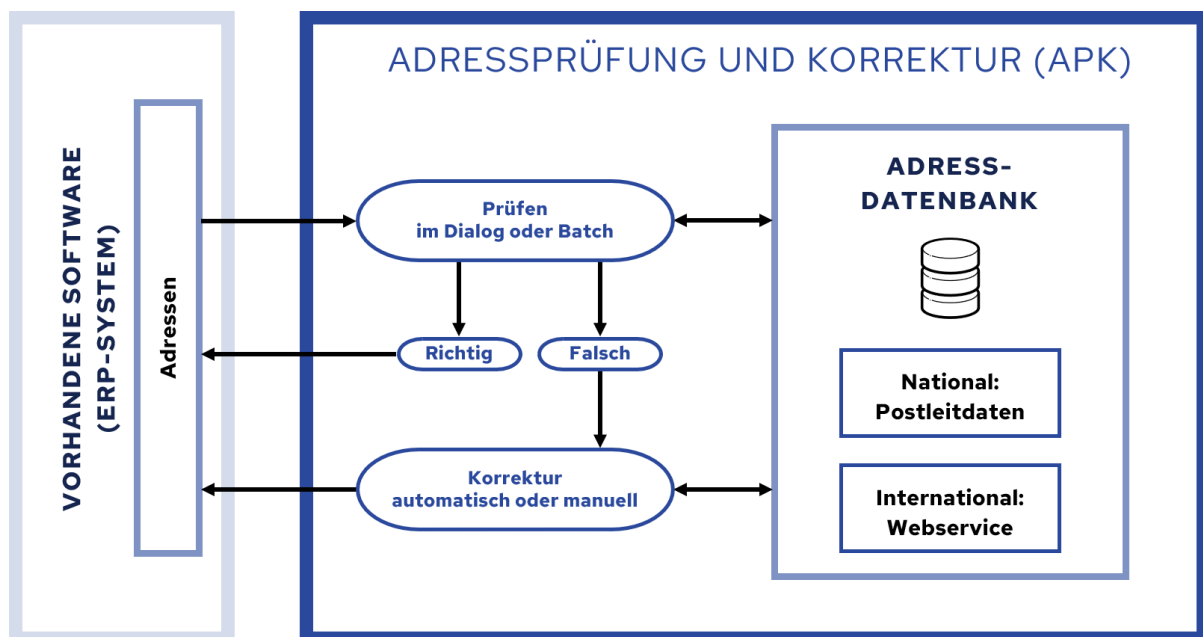 ADRESSPRÜFUNG UND KORREKTUR (APK)
VORHANDENE SOFTWARE
(ERP-SYSTEM)
Adressen
Prüfen
im Dialog oder Batch
Richtig
Falsch
Korrektur
automatisch oder manuell
ADRESS-
DATENBANK
National:
Postleitdaten
International:
Webservice